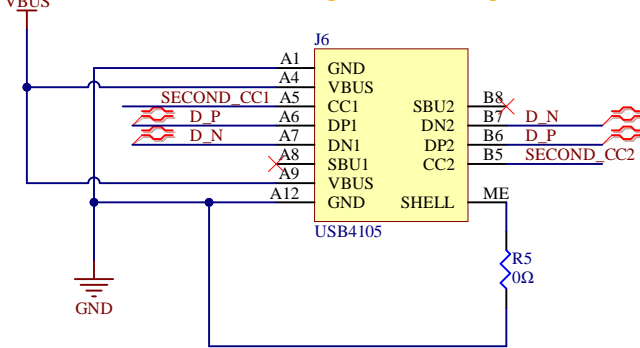 VBUS
J6
A1 GND
A4 VBUS
SECOND_CC1 A5 CC1 SBU2 B8
D_P A6 DP1 DN2 B7 D_N
D_N A7 DN1 DP2 B6 D_P
A8 SBU1 CC2 B5 SECOND_CC2
A9 VBUS
A12 GND SHELL ME
USB4105
R5
0Ω
GND